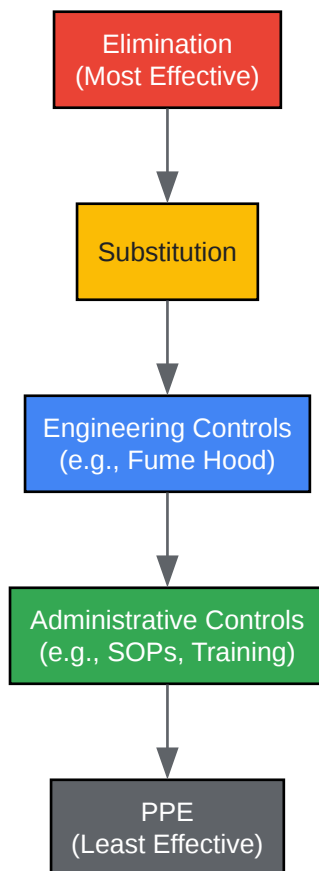 Elimination
(Most Effective)
Substitution
Engineering Controls
(e.g., Fume Hood)
Administrative Controls
(e.g., SOPs, Training)
PPE
(Least Effective)